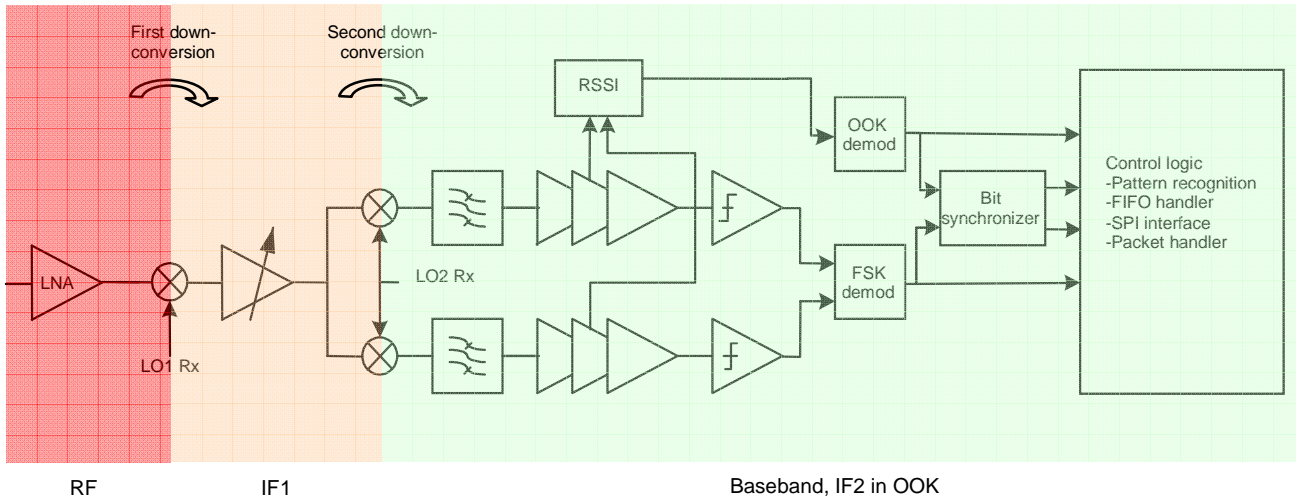 First down-
conversion
Second down-
conversion
RSSI
OOK
demod
Control logic
-Pattern recognition
-FIFO handler
-SPI interface
-Packet handler
Bit
synchronizer
LNA
LO2 Rx
FSK
demod
LO1 Rx
RF
IF1
Baseband, IF2 in OOK